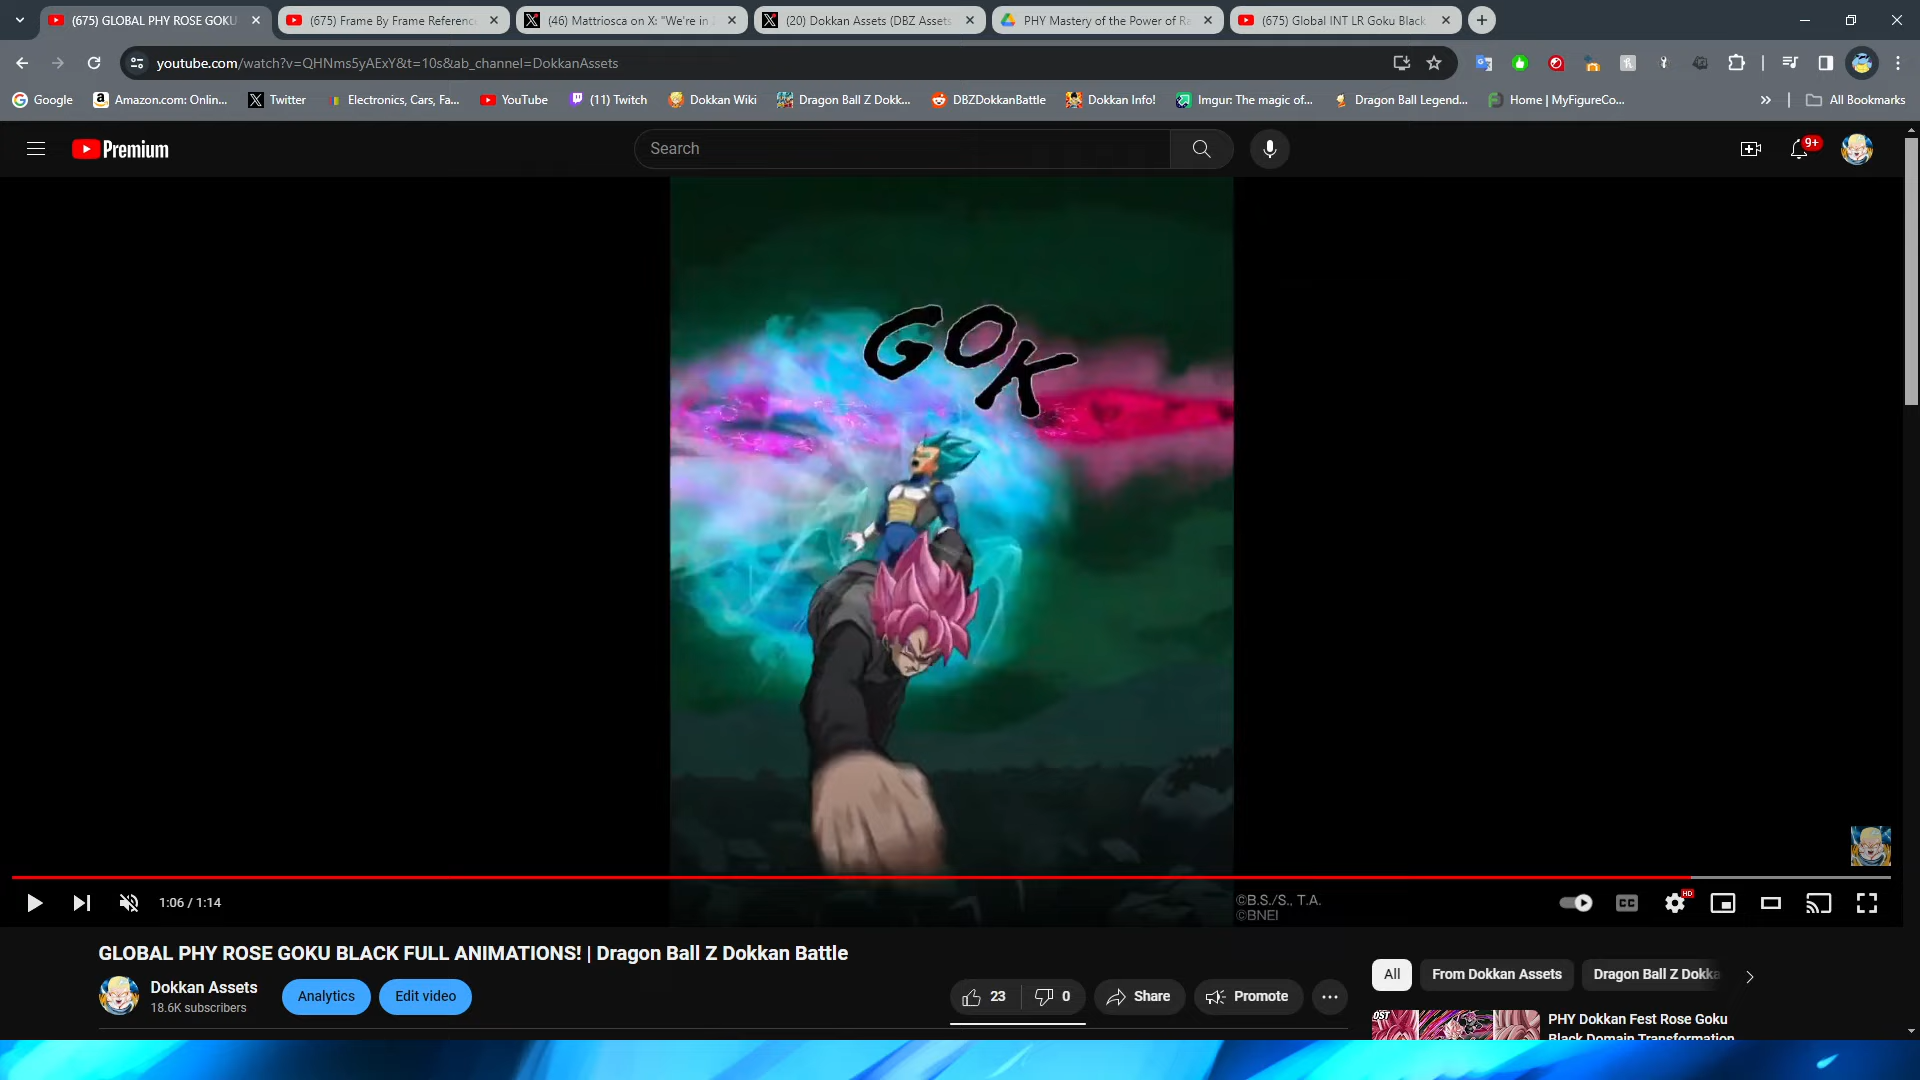 (675) GLOBAL PHY ROSE GOKU
(675) Frame By Frame Reference
(46) Mattriosca on X: "We're in
(20) Dokkan Assets (DBZ Assets
PHY Mastery of the Power of Ra
(675) Global INT LR Goku Black
youtube.com/watch?v=QHNms5yAExY&t=10s&ab_channel=DokkanAssets
Google
Amazon.com: Onlin...
Twitter
Electronics, Cars, Fa...
YouTube
(11) Twitch
Dokkan Wiki
Dragon Ball Z Dokk...
DBZDokkanBattle
Dokkan Info!
Imgur: The magic of...
Dragon Ball Legend...
Home | MyFigureCo...
All Bookmarks
Premium
Search
9+
GOK
1:06 / 1:14
©B.S./S., T.A.
©BNEI
CC
HD
GLOBAL PHY ROSE GOKU BLACK FULL ANIMATIONS! | Dragon Ball Z Dokkan Battle
Dokkan Assets
18.6K subscribers
Analytics
Edit video
23
0
Share
Promote
All
From Dokkan Assets
Dragon Ball Z Dokka
OST
PHY Dokkan Fest Rose Goku
Black Domain Transformation